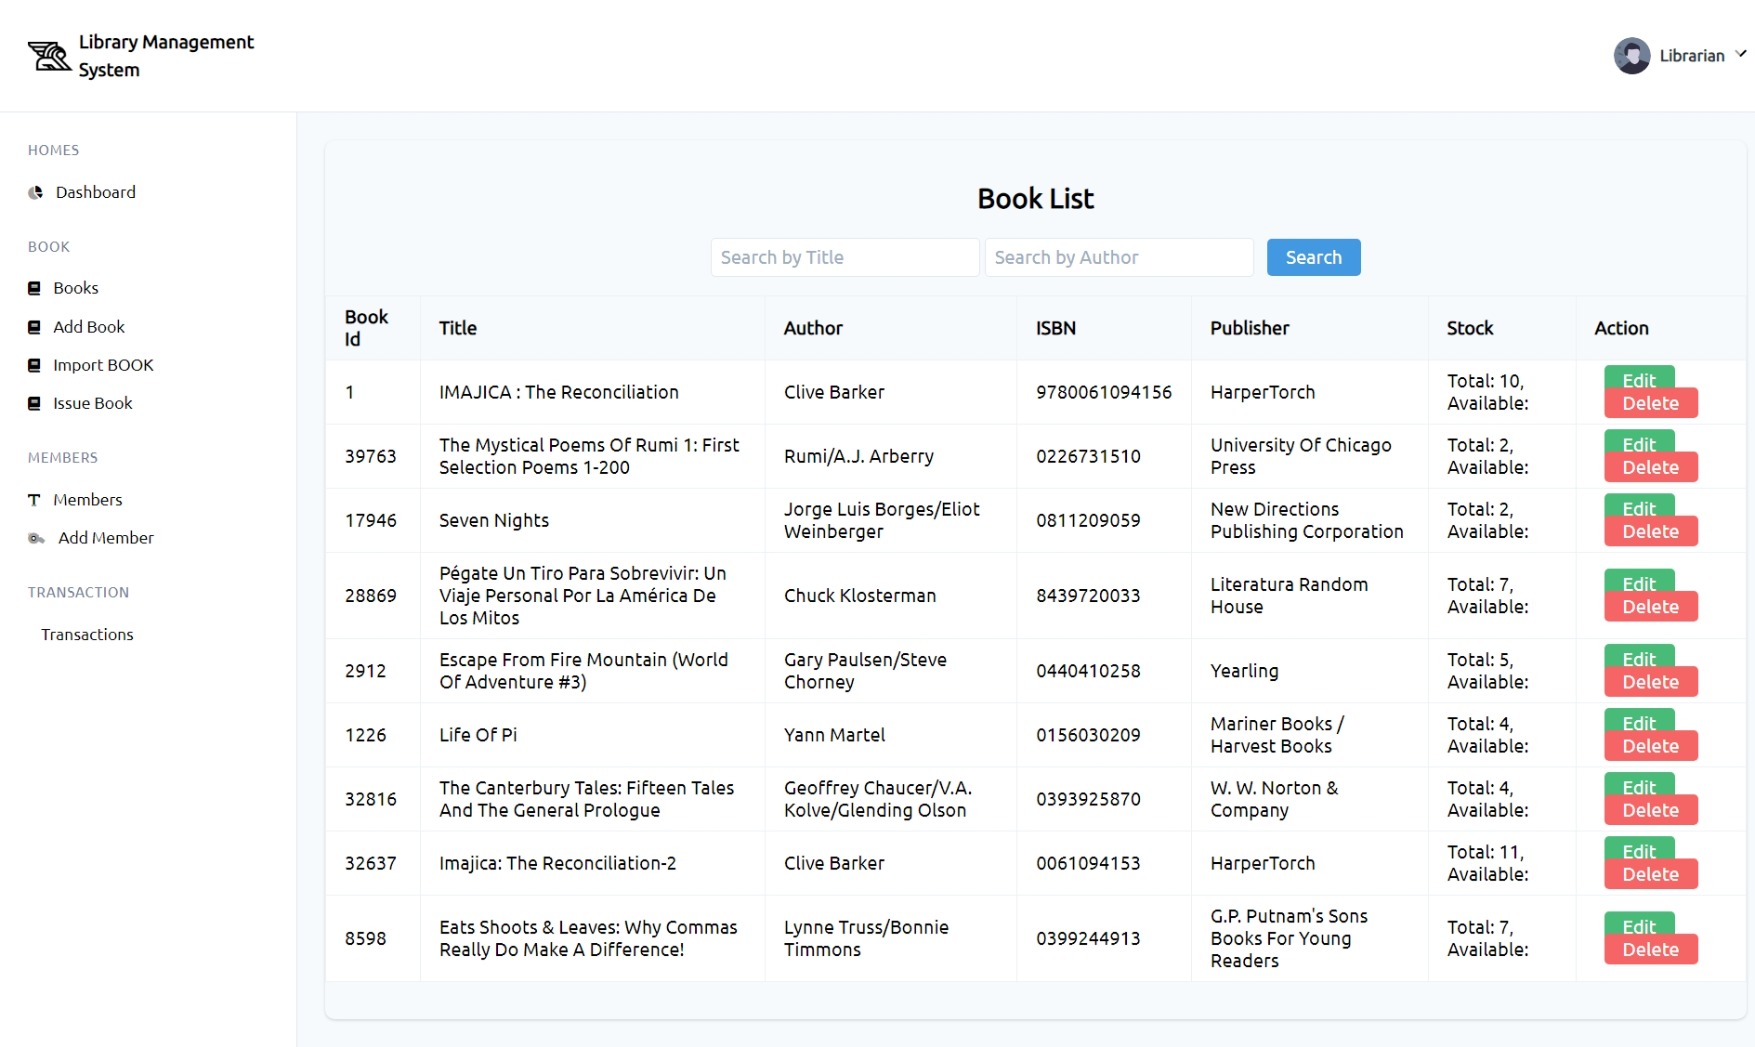 Library Management
System
Librarian
HOMES
Dashboard
BOOK
Books
Add Book
Import BOOK
Issue Book
MEMBERS
Members
Add Member
TRANSACTION
Transactions
Book List
Search by Title
Search by Author
Search
Book Id
Title
Author
ISBN
Publisher
Stock
Action
1
IMAJICA : The Reconciliation
Clive Barker
9780061094156
HarperTorch
Total: 10,
Available:
Edit
Delete
39763
The Mystical Poems Of Rumi 1: First
Selection Poems 1-200
Rumi/A.J. Arberry
0226731510
University Of Chicago
Press
Total: 2,
Available:
Edit
Delete
17946
Seven Nights
Jorge Luis Borges/Eliot
Weinberger
0811209059
New Directions
Publishing Corporation
Total: 2,
Available:
Edit
Delete
28869
Pégate Un Tiro Para Sobrevivir: Un
Viaje Personal Por La América De
Los Mitos
Chuck Klosterman
8439720033
Literatura Random
House
Total: 7,
Available:
Edit
Delete
2912
Escape From Fire Mountain (World
Of Adventure #3)
Gary Paulsen/Steve
Chorney
0440410258
Yearling
Total: 5,
Available:
Edit
Delete
1226
Life Of Pi
Yann Martel
0156030209
Mariner Books /
Harvest Books
Total: 4,
Available:
Edit
Delete
32816
The Canterbury Tales: Fifteen Tales
And The General Prologue
Geoffrey Chaucer/V.A.
Kolve/Glending Olson
0393925870
W. W. Norton &
Company
Total: 4,
Available:
Edit
Delete
32637
Imajica: The Reconciliation-2
Clive Barker
0061094153
HarperTorch
Total: 11,
Available:
Edit
Delete
8598
Eats Shoots & Leaves: Why Commas
Really Do Make A Difference!
Lynne Truss/Bonnie
Timmons
0399244913
G.P. Putnam's Sons
Books For Young
Readers
Total: 7,
Available:
Edit
Delete